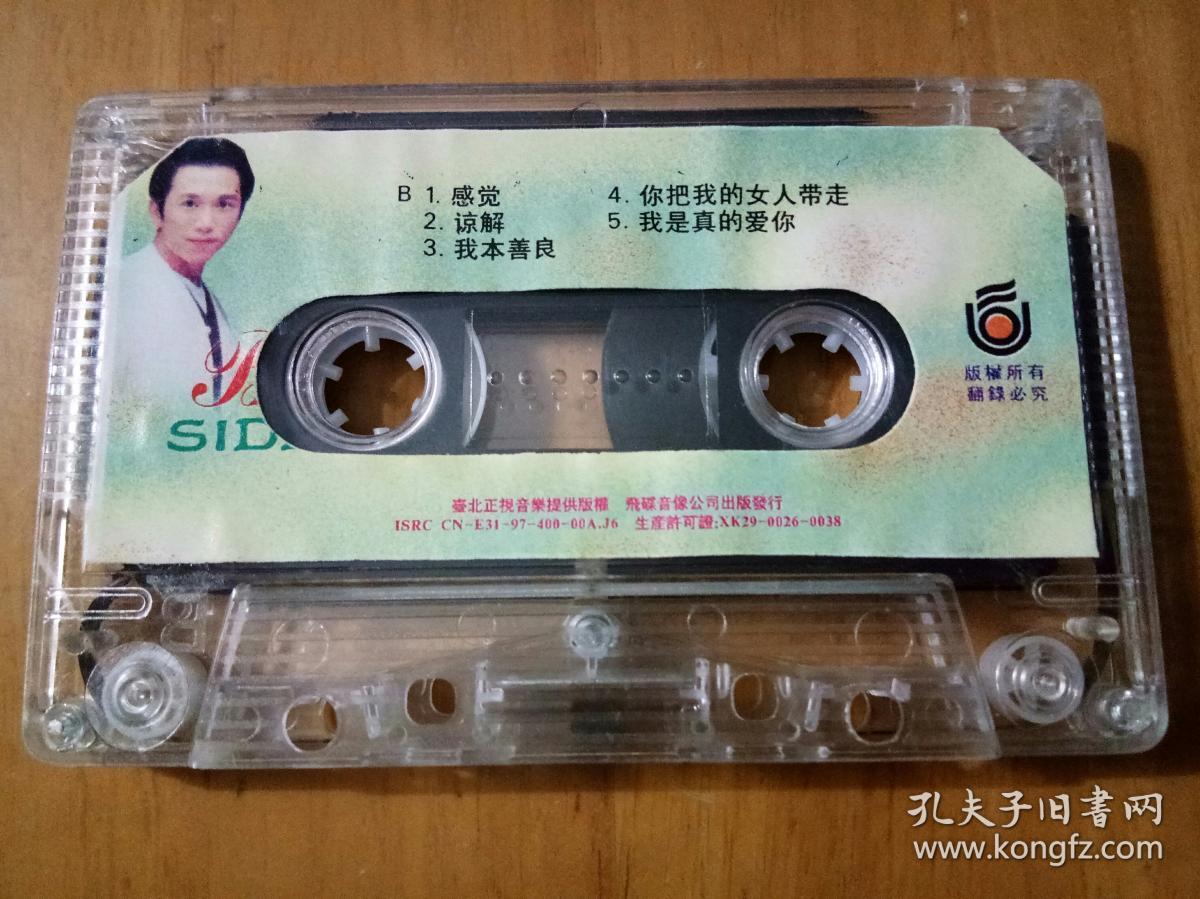 B 1. 感觉 4. 你把我的女人带走
2. 谅解 5. 我是真的爱你
3. 我本善良
版權所有
翻錄必究
SID
臺北正視音樂提供版權 飛碟音像公司出版發行
ISRC CN-E31-97-400-00A.J6 生産許可證:XK29-0026-0038
孔夫子旧书网
www.kongfz.com